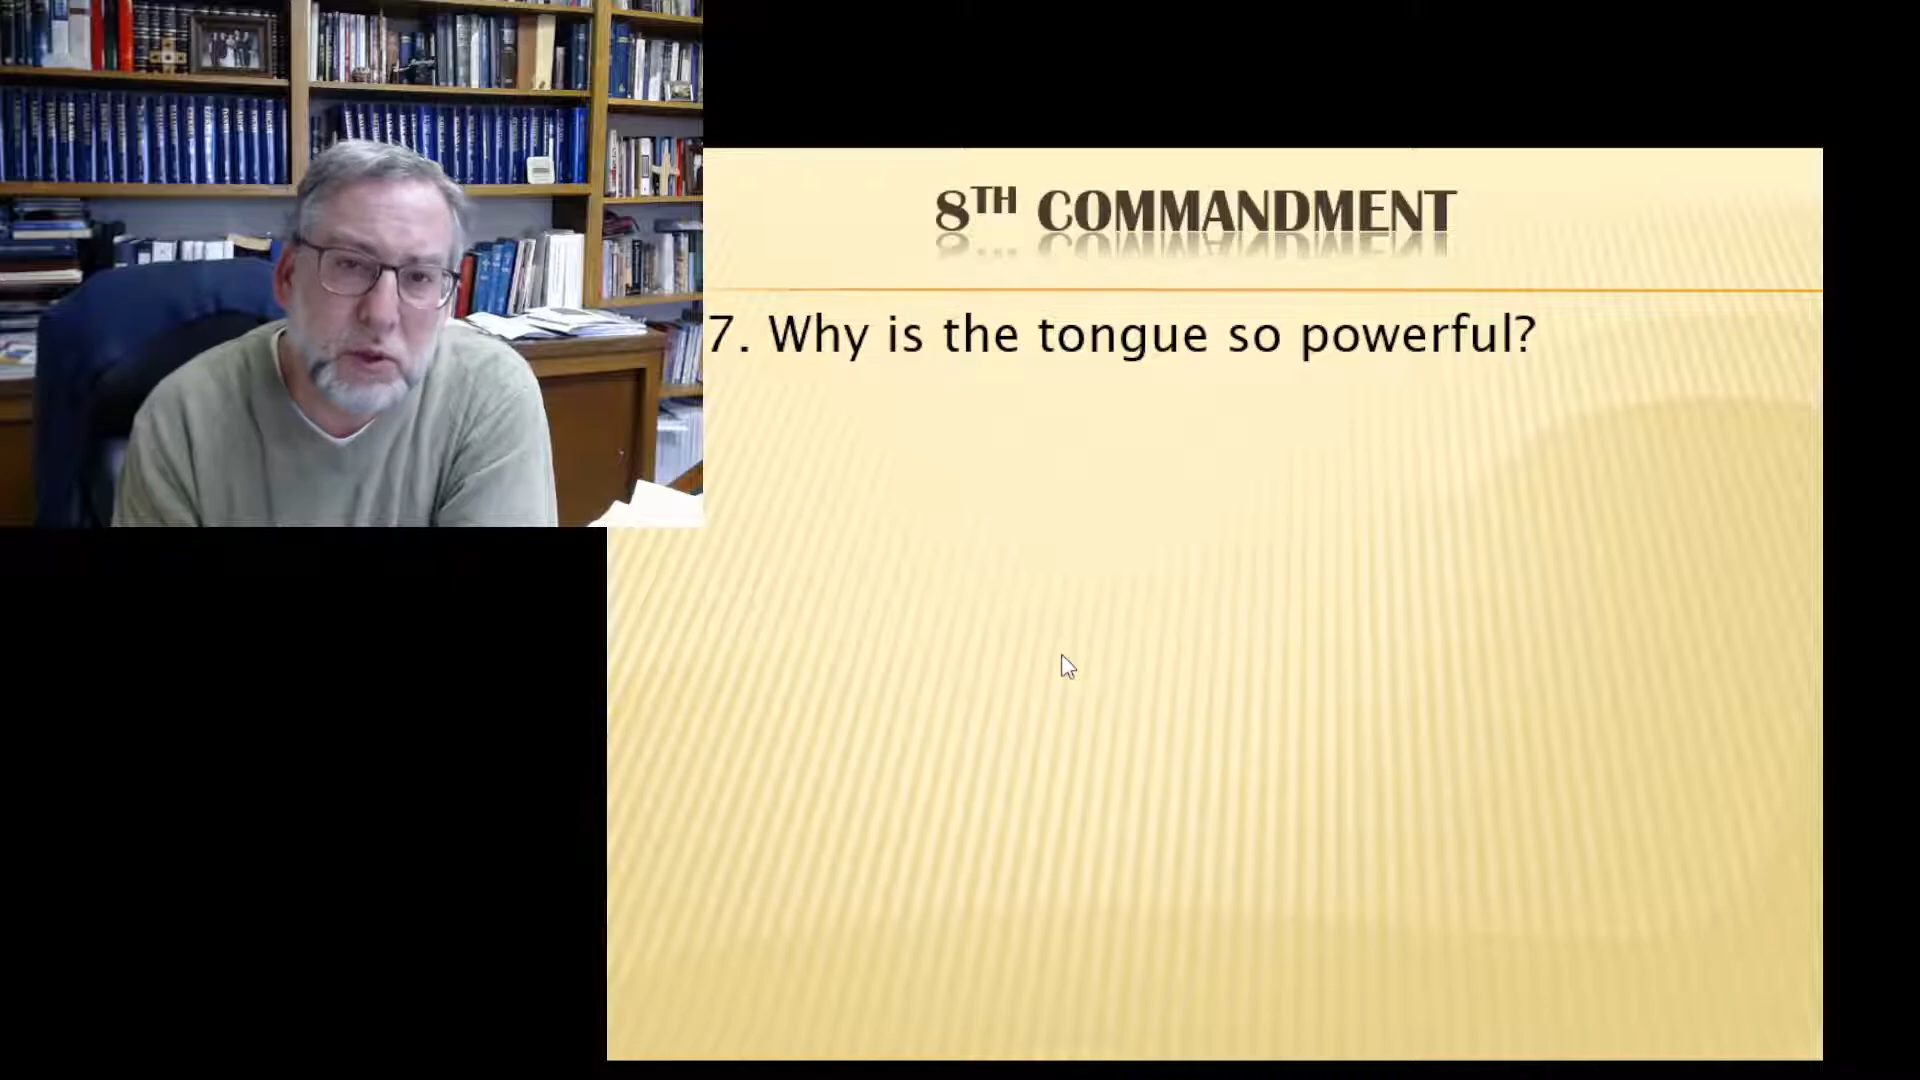 8TH COMMANDMENT
7. Why is the tongue so powerful?